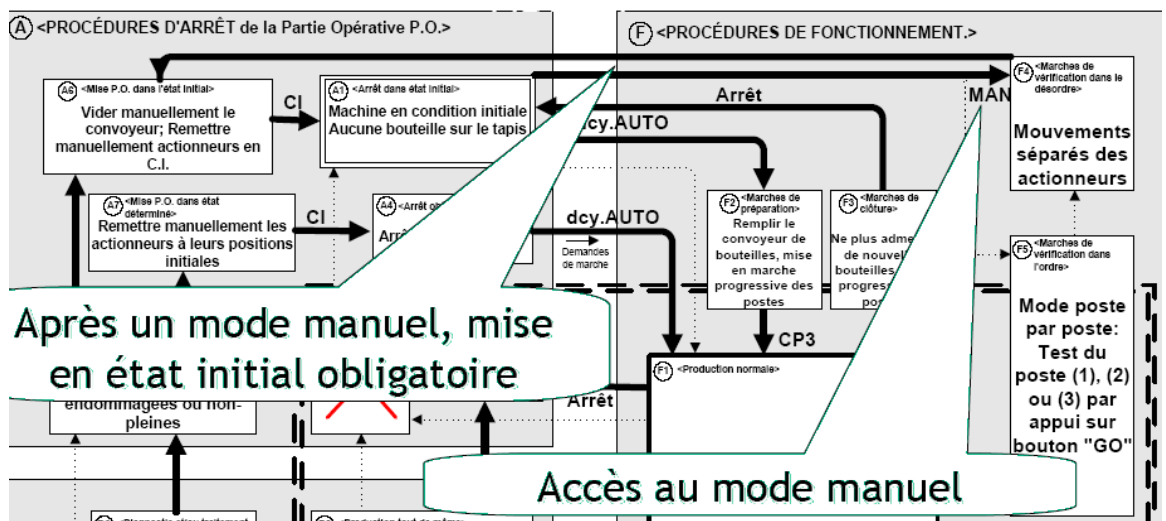 A <PROCÉDURES D'ARRÊT de la Partie Opérative P.O.>
F <PROCÉDURES DE FONCTIONNEMENT.>
A6 <Mise P.O. dans l'état initial>
Vider manuellement le
convoyeur; Remettre
manuellement actionneurs en
C.I.
CI
A1 <Arrêt dans état initial>
Machine en condition initiale
Aucune bouteille sur le tapis
Arrêt
MAN
dcy.AUTO
F4 <Marches de
vérification dans le
désordre>
Mouvements
séparés des
actionneurs
A7 <Mise P.O. dans état
déterminé>
Remettre manuellement les
actionneurs à leurs positions
initiales
CI
A4
dcy.AUTO
Demandes
de marche
F2 <Marches de
préparation>
Remplir le
convoyeur de
bouteilles, mise
en marche
progressive des
postes
F3 <Marches de
clôture>
Ne plus
de
CP3
F5 <Marches de
vérification dans
l'ordre>
Mode poste
par poste:
Test du
poste (1), (2)
ou (3) par
appui sur
bouton "GO"
Après un mode manuel, mise
en état initial obligatoire
F1 <Production normale>
Arrêt
endommagées ou non-
pleines
Accès au mode manuel